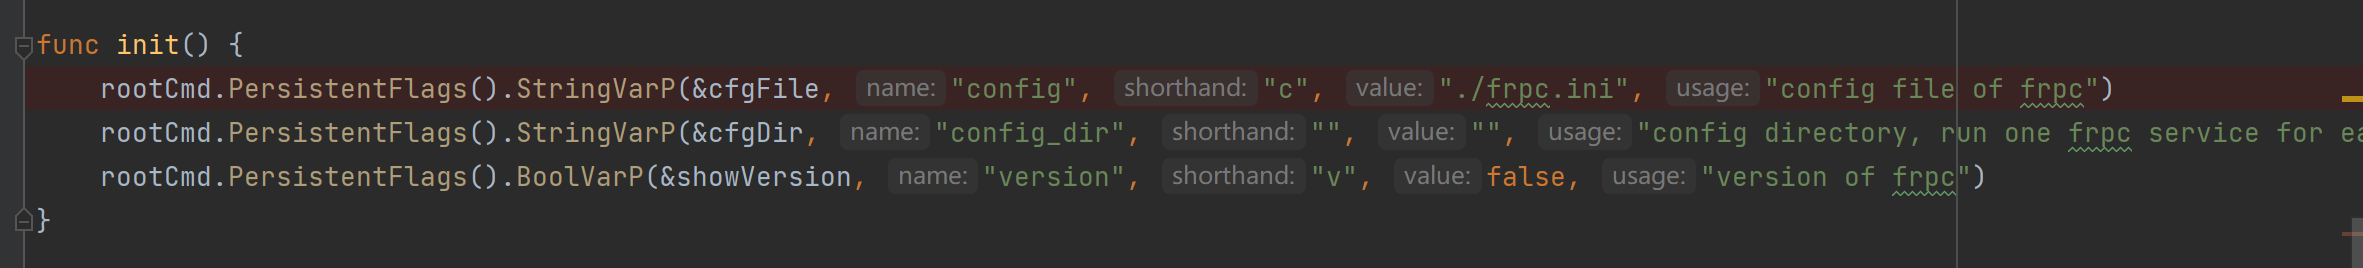 func init() {
    rootCmd.PersistentFlags().StringVarP(&cfgFile, name: "config", shorthand: "c", value: "./frpc.ini", usage: "config file of frpc")
    rootCmd.PersistentFlags().StringVarP(&cfgDir, name: "config_dir", shorthand: "", value: "", usage: "config directory, run one frpc service for ea
    rootCmd.PersistentFlags().BoolVarP(&showVersion, name: "version", shorthand: "v", value: false, usage: "version of frpc")
}